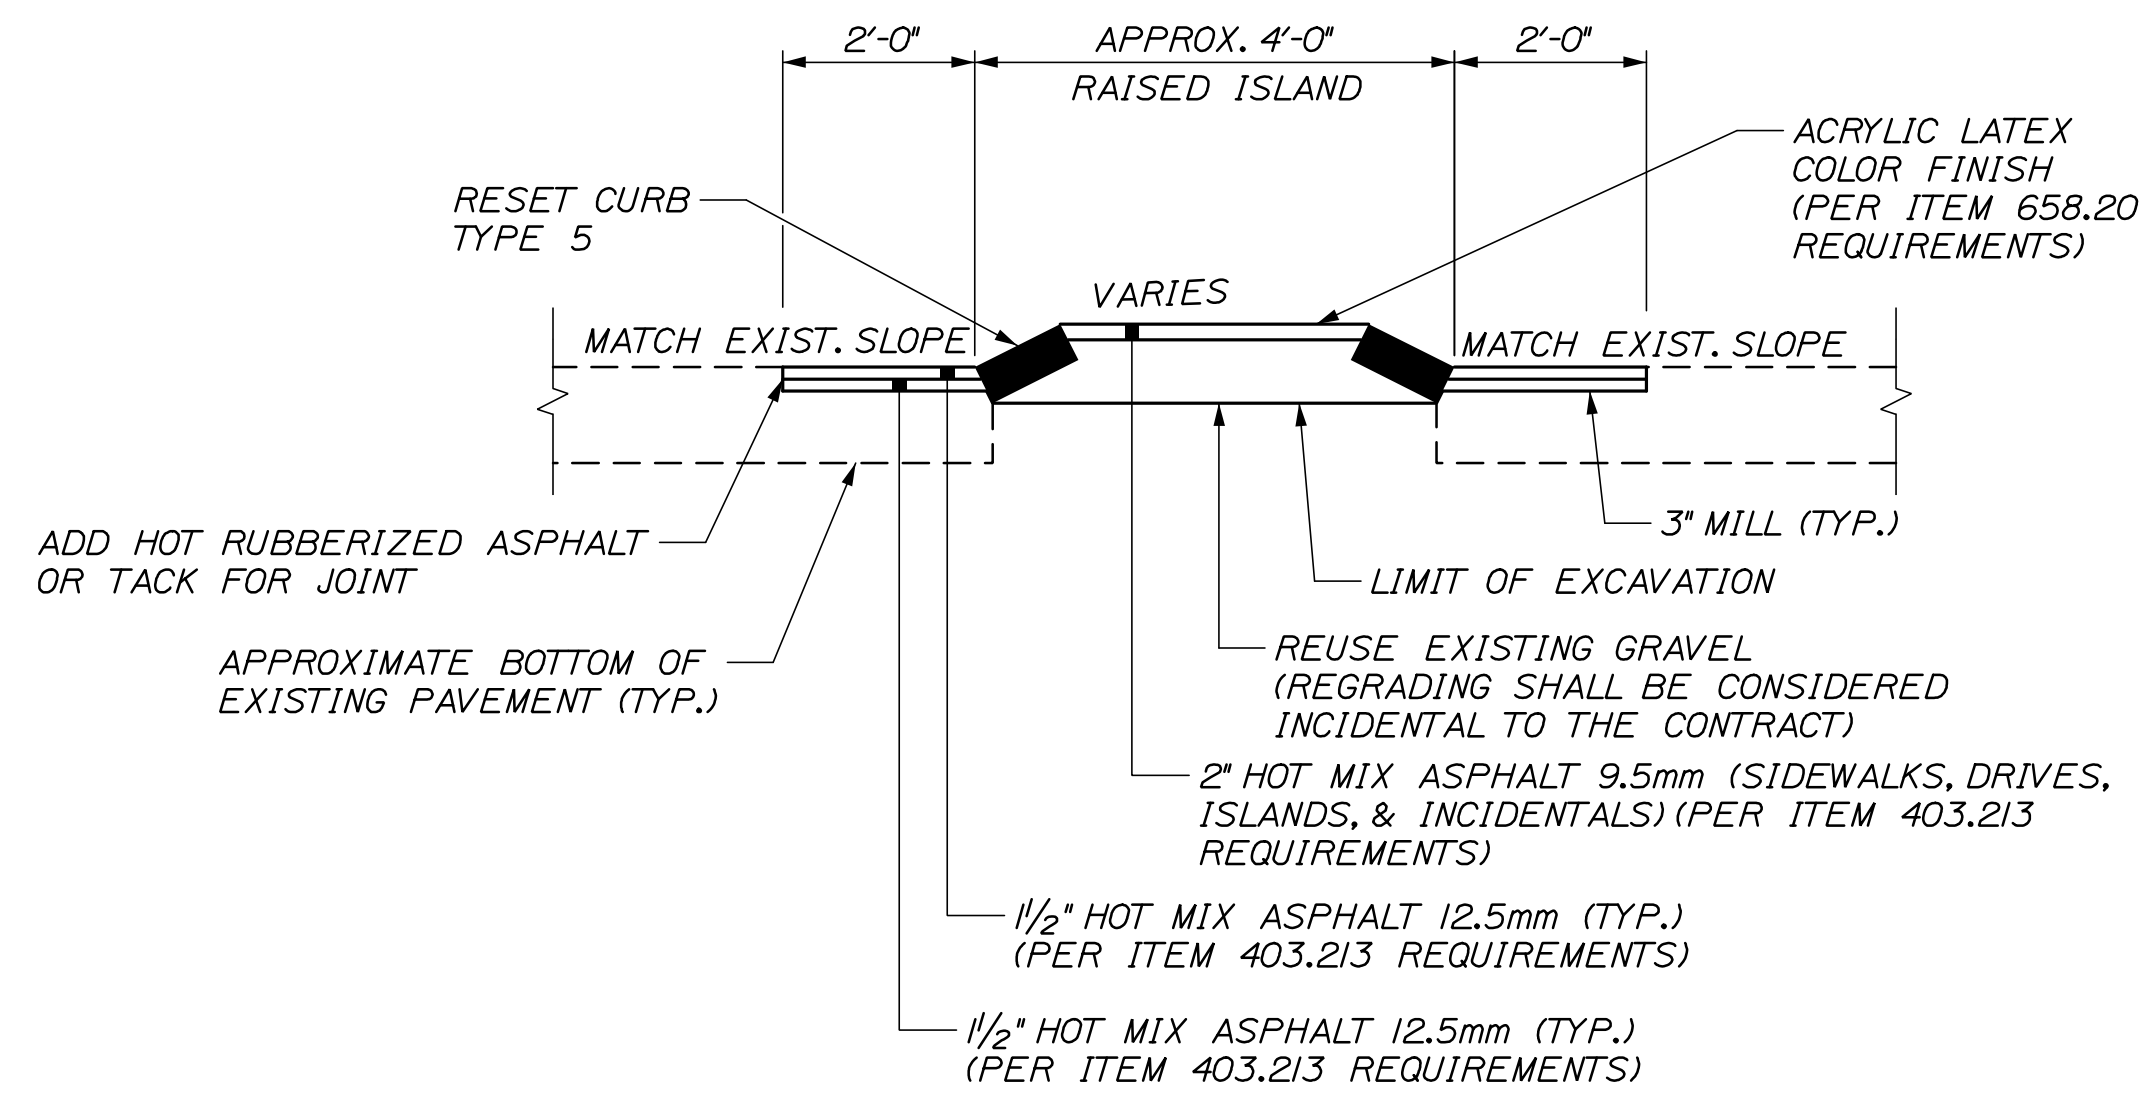 2'-0"
APPROX. 4'-0"
2'-0"
RAISED ISLAND
ACRYLIC LATEX
COLOR FINISH
(PER ITEM 658.20
REQUIREMENTS)
RESET CURB
TYPE 5
VARIES
MATCH EXIST. SLOPE
MATCH EXIST. SLOPE
3" MILL (TYP.)
ADD HOT RUBBERIZED ASPHALT
OR TACK FOR JOINT
LIMIT OF EXCAVATION
APPROXIMATE BOTTOM OF
EXISTING PAVEMENT (TYP.)
REUSE EXISTING GRAVEL
(REGRADING SHALL BE CONSIDERED
INCIDENTAL TO THE CONTRACT)
2" HOT MIX ASPHALT 9.5mm (SIDEWALKS, DRIVES,
ISLANDS, & INCIDENTALS) (PER ITEM 403.213
REQUIREMENTS)
1 1/2" HOT MIX ASPHALT 12.5mm (TYP.)
(PER ITEM 403.213 REQUIREMENTS)
1 1/2" HOT MIX ASPHALT 12.5mm (TYP.)
(PER ITEM 403.213 REQUIREMENTS)